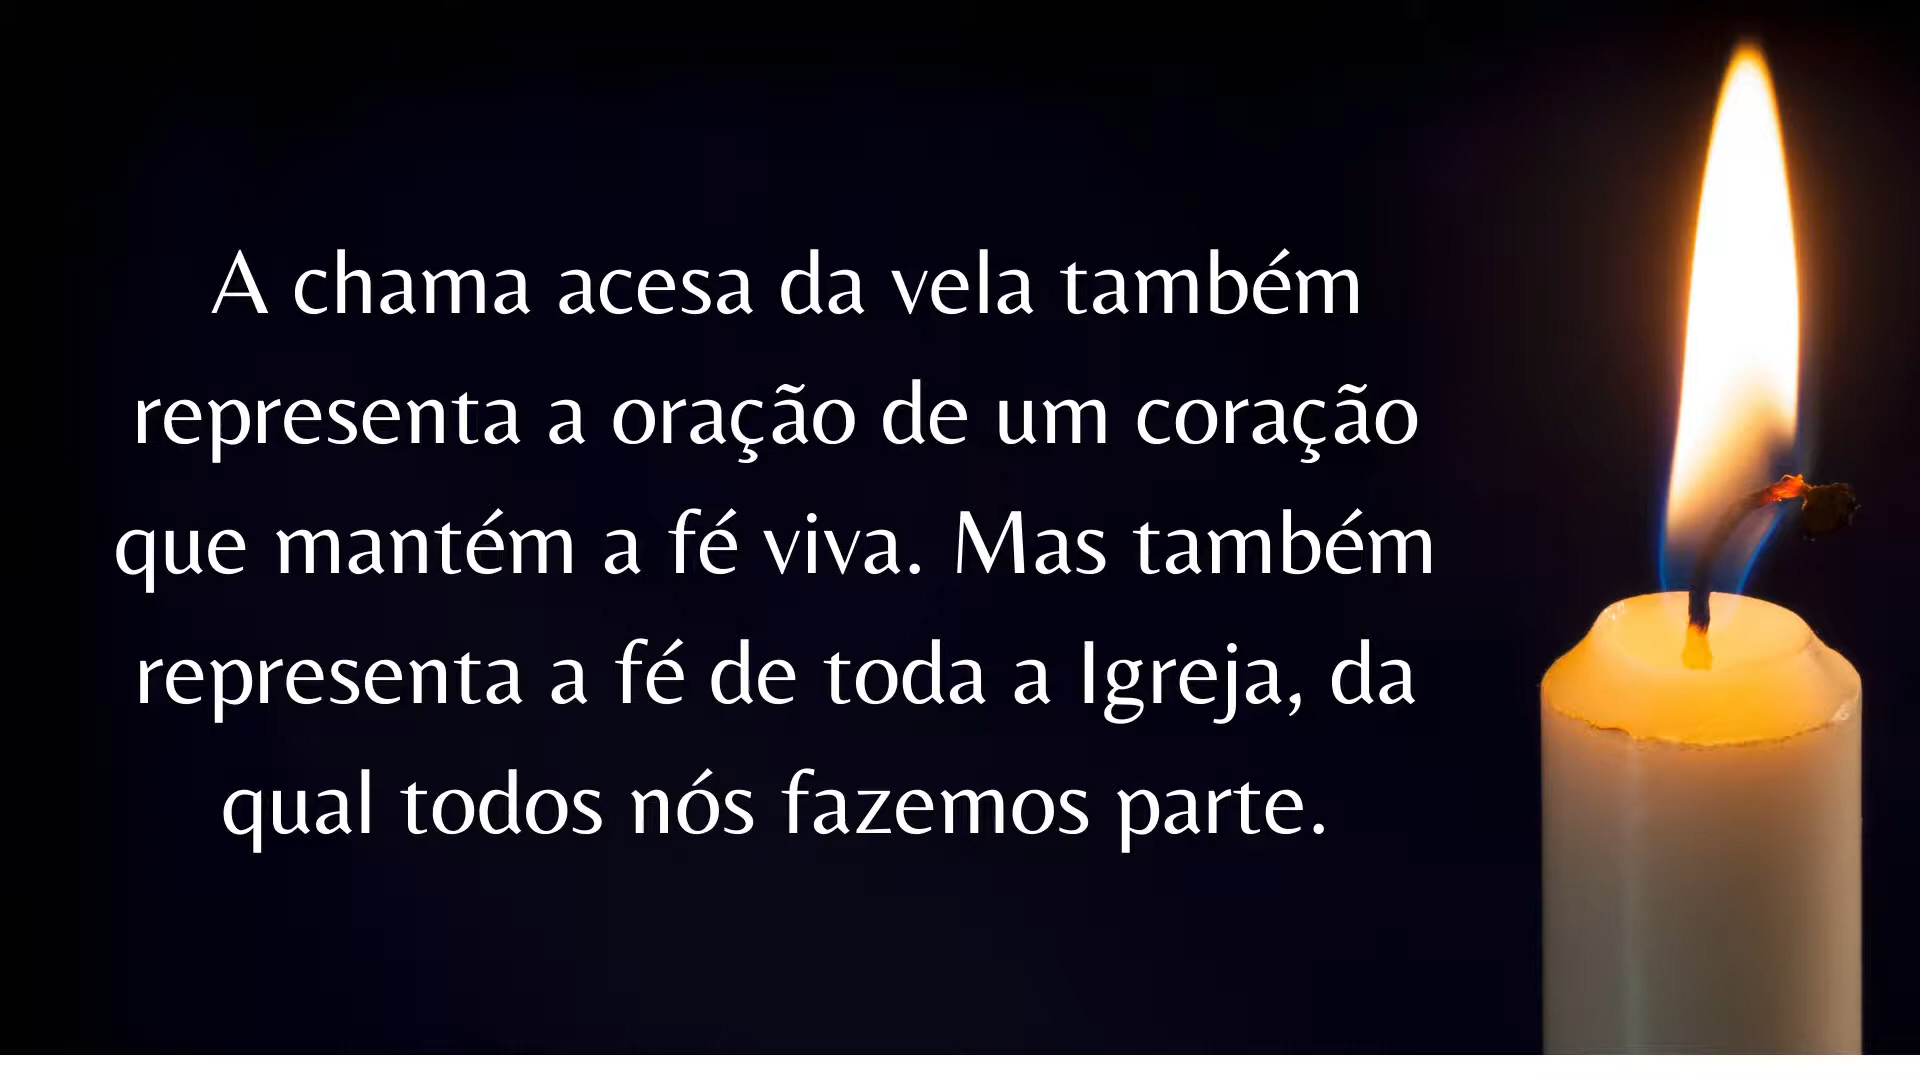 A chama acesa da vela também
representa a oração de um coração
que mantém a fé viva. Mas também
representa a fé de toda a Igreja, da
qual todos nós fazemos parte.